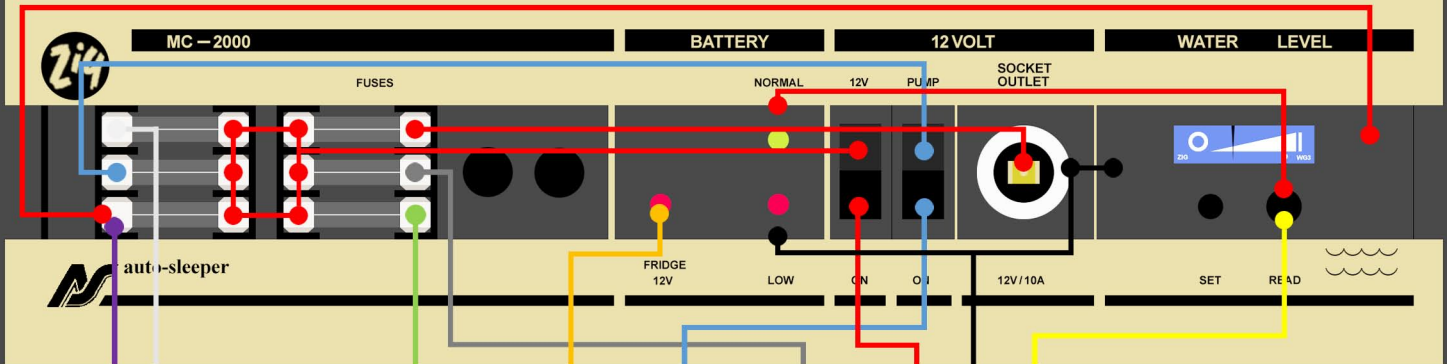 Zig
MC – 2000
BATTERY
12 VOLT
WATER LEVEL
FUSES
NORMAL
12V
PUMP
SOCKET
OUTLET
ZIG
WG3
auto-sleeper
FRIDGE
12V
LOW
ON
ON
12V/10A
SET
READ